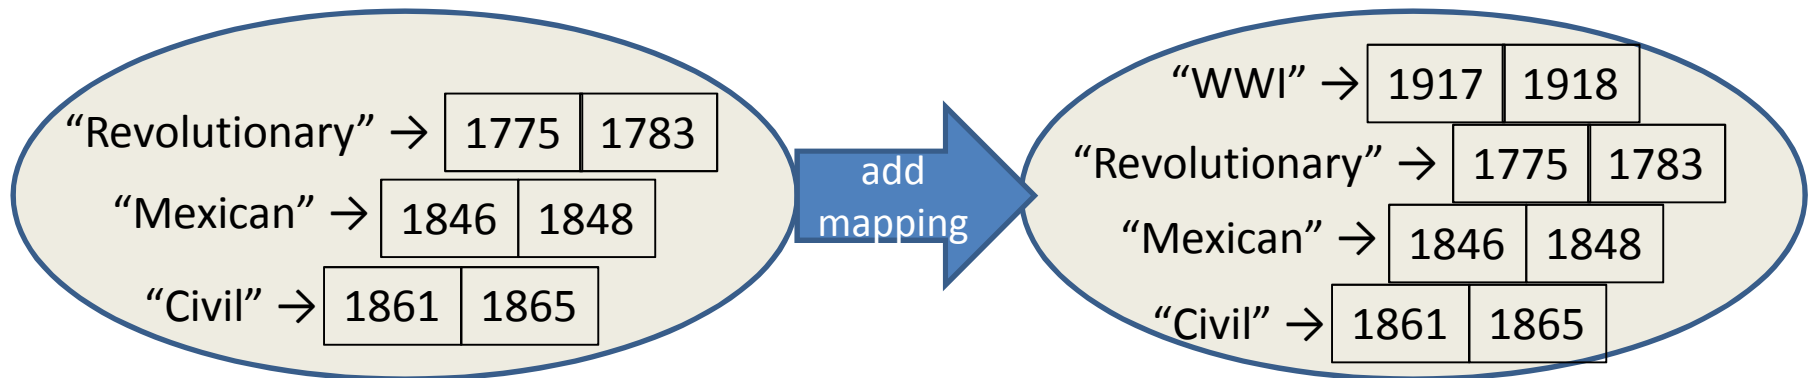 “Revolutionary” → 1775 1783
“Mexican” → 1846 1848
“Civil” → 1861 1865
add
mapping
“WWI” → 1917 1918
“Revolutionary” → 1775 1783
“Mexican” → 1846 1848
“Civil” → 1861 1865